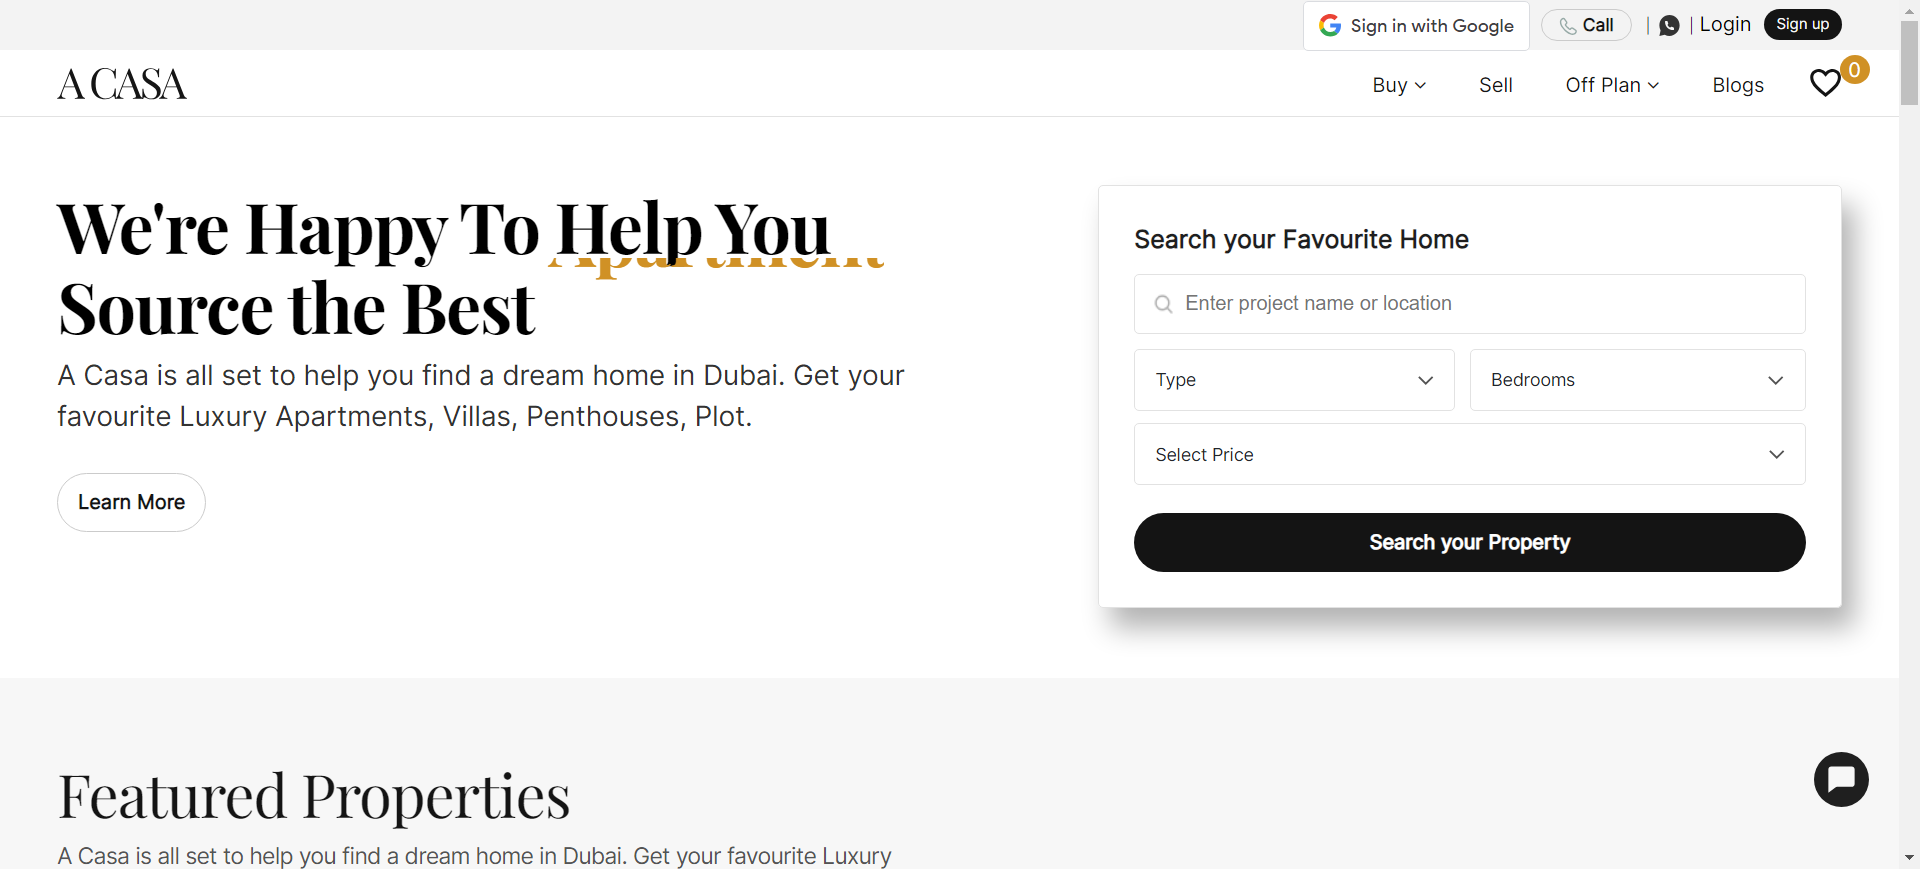 Sign in with Google
Call
Login
Sign up
A CASA
Buy
Sell
Off Plan
Blogs
0
We're Happy To Help You
Source the Best
Apartment
A Casa is all set to help you find a dream home in Dubai. Get your
favourite Luxury Apartments, Villas, Penthouses, Plot.
Learn More
Search your Favourite Home
Enter project name or location
Type
Bedrooms
Select Price
Search your Property
Featured Properties
A Casa is all set to help you find a dream home in Dubai. Get your favourite Luxury